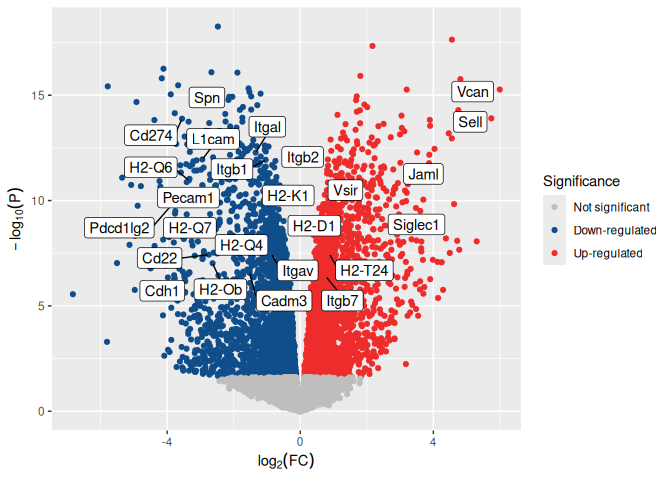 Vcan
Spn
Sell
Itgal
Cd274
L1cam
Itgb2
H2-Q6
Itgb1
Jaml
Vsir
Pecam1
H2-K1
Pdcd1lg2
H2-Q7
H2-D1
Siglec1
H2-Q4
Cd22
Itgav
H2-T24
Cdh1
H2-Ob
Cadm3
Itgb7
15
10
5
0
-4
0
4
log2(FC)
−log10(P)
Significance
Not significant
Down-regulated
Up-regulated